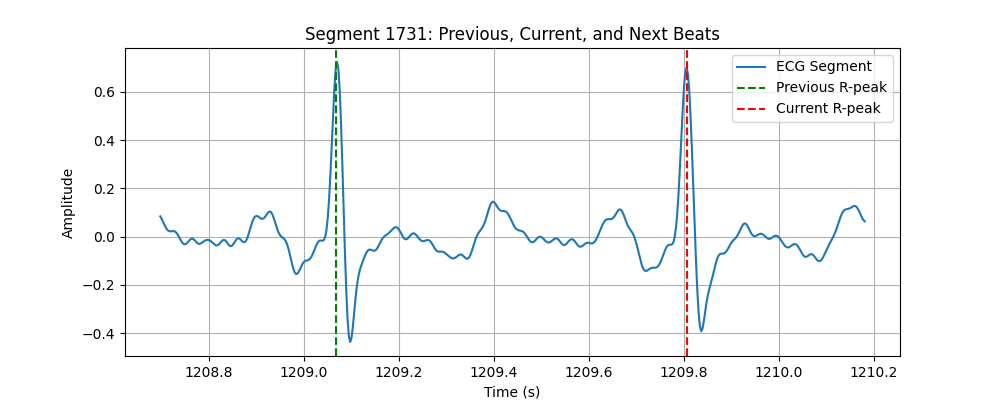 Segment 1731: Previous, Current, and Next Beats
ECG Segment
Previous R-peak
Current R-peak
Amplitude
0.6
0.4
0.2
0.0
−0.2
−0.4
1208.8 1209.0 1209.2 1209.4 1209.6 1209.8 1210.0 1210.2
Time (s)